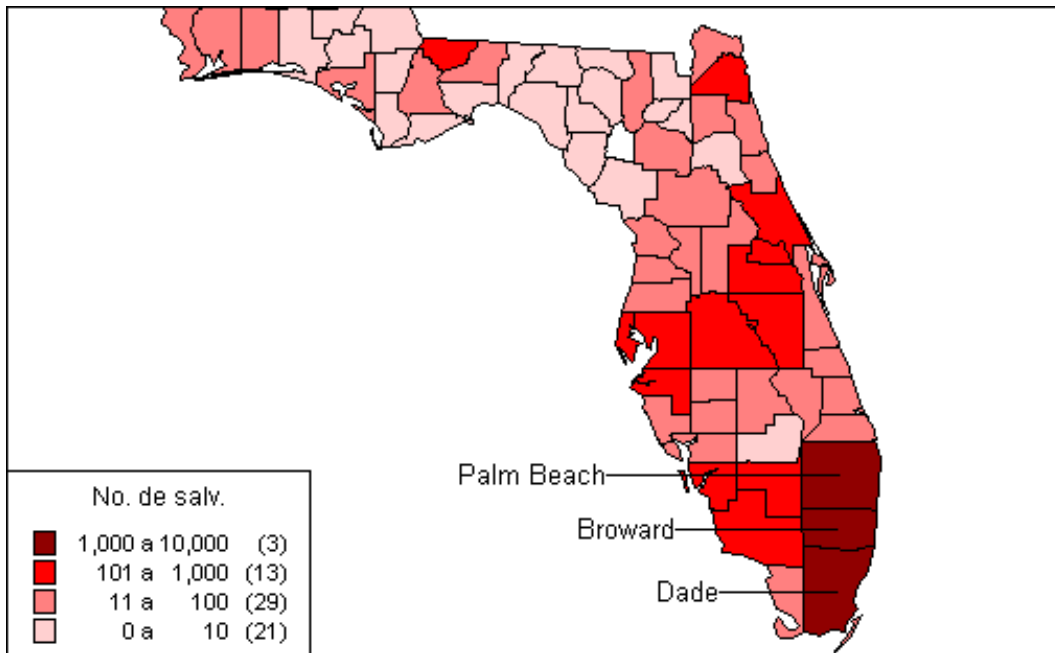 Palm Beach
Broward
Dade
No. de salv.
1,000 a 10,000 (3)
101 a 1,000 (13)
11 a 100 (29)
0 a 10 (21)